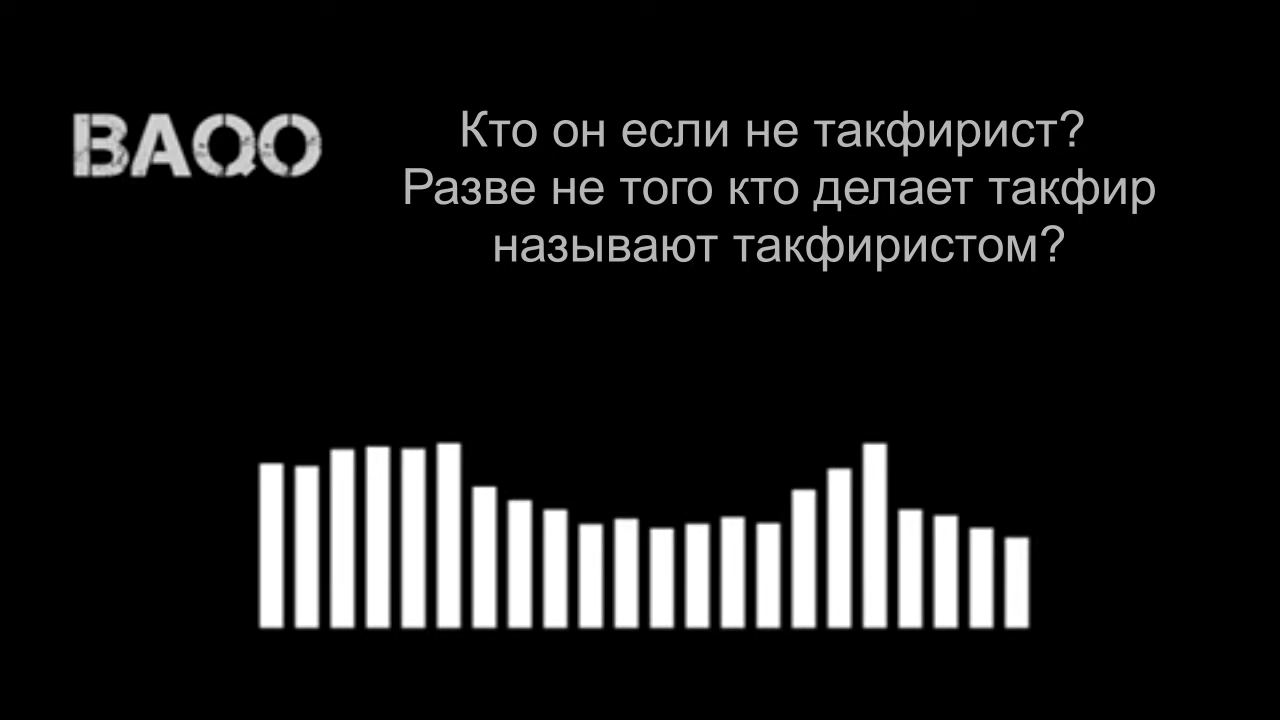 BAQO
Кто он если не такфирист?
Разве не того кто делает такфир
называют такфиристом?